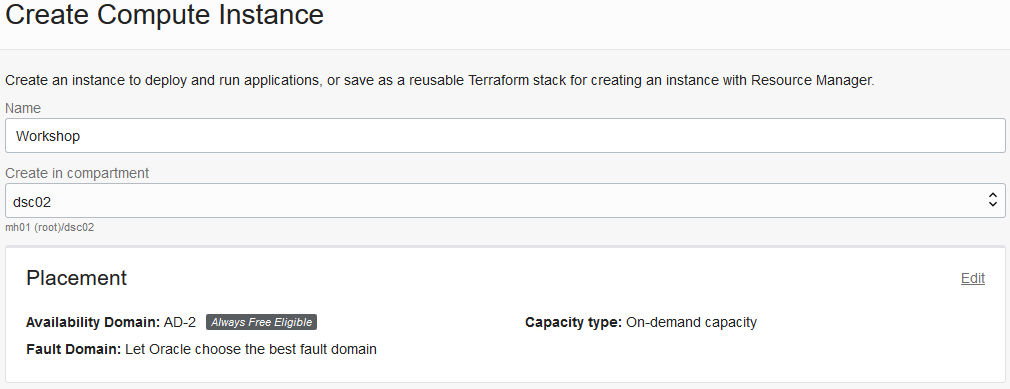 Create Compute Instance
Create an instance to deploy and run applications, or save as a reusable Terraform stack for creating an instance with Resource Manager.
Name
Workshop
Create in compartment
dsc02
mh01 (root)/dsc02
Placement
Edit
Availability Domain: AD-2 Always Free Eligible
Capacity type: On-demand capacity
Fault Domain: Let Oracle choose the best fault domain